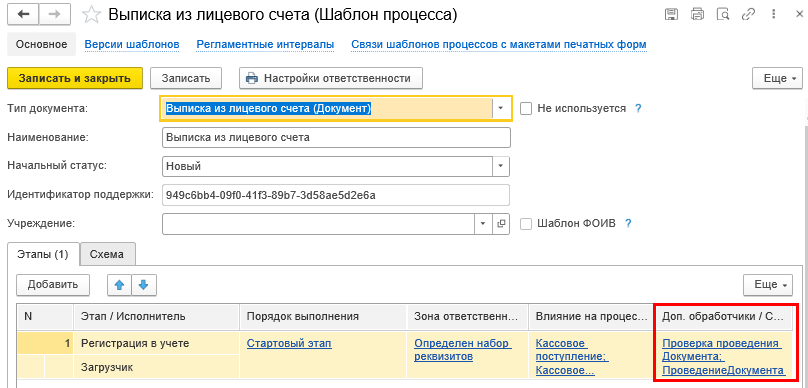 Выписка из лицевого счета (Шаблон процесса)
Основное Версии шаблонов Регламентные интервалы Связи шаблонов процессов с макетами печатных форм
Записать и закрыть Записать Настройки ответственности Еще
Тип документа: Выписка из лицевого счета (Документ) Не используется ?
Наименование: Выписка из лицевого счета
Начальный статус: Новый
Идентификатор поддержки: 949c6bb4-09f0-41f3-89b7-3d58ae5d2e6a
Учреждение: Шаблон ФОИВ ?
Этапы (1) Схема
Добавить Еще
N Этап / Исполнитель Порядок выполнения Зона ответственн... Влияние на процес... Доп. обработчики / С...
1 Регистрация в учете Стартовый этап Определен набор Кассовое Проверка проведения
реквизитов поступление; Документа;
Загрузчик Кассовое... ПроведениеДокумента